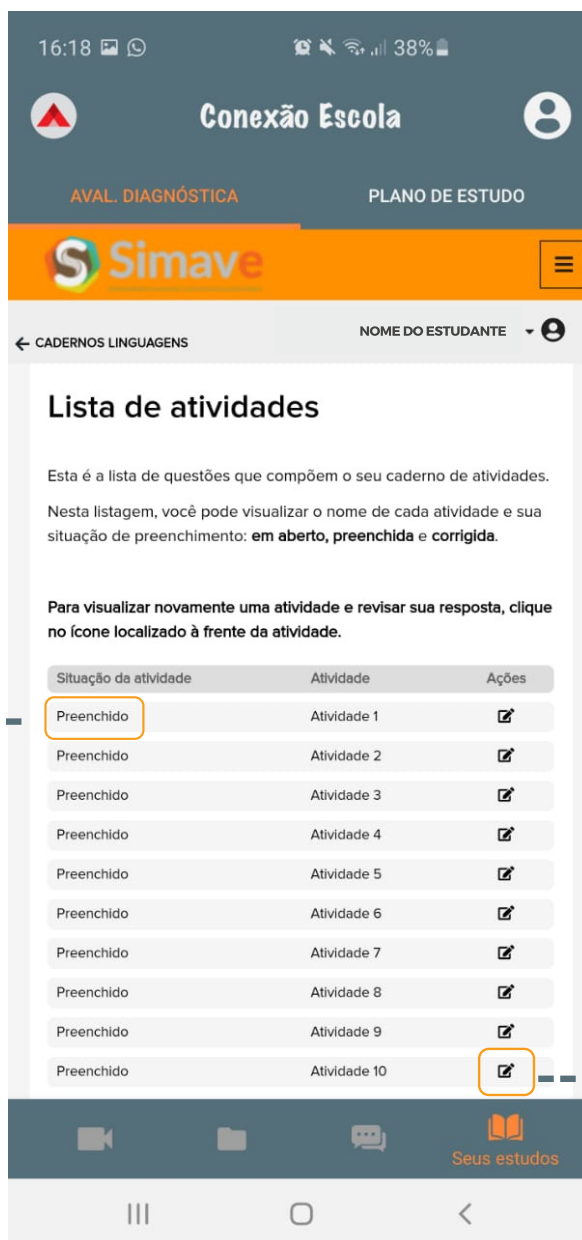 16:18 38%
Conexão Escola
AVAL. DIAGNÓSTICA PLANO DE ESTUDO
Simave
CADERNOS LINGUAGENS NOME DO ESTUDANTE
Lista de atividades
Esta é a lista de questões que compõem o seu caderno de atividades.
Nesta listagem, você pode visualizar o nome de cada atividade e sua
situação de preenchimento: em aberto, preenchida e corrigida.
Para visualizar novamente uma atividade e revisar sua resposta, clique
no ícone localizado à frente da atividade.
Situação da atividade Atividade Ações
Preenchido Atividade 1
Preenchido Atividade 2
Preenchido Atividade 3
Preenchido Atividade 4
Preenchido Atividade 5
Preenchido Atividade 6
Preenchido Atividade 7
Preenchido Atividade 8
Preenchido Atividade 9
Preenchido Atividade 10
Seus estudos